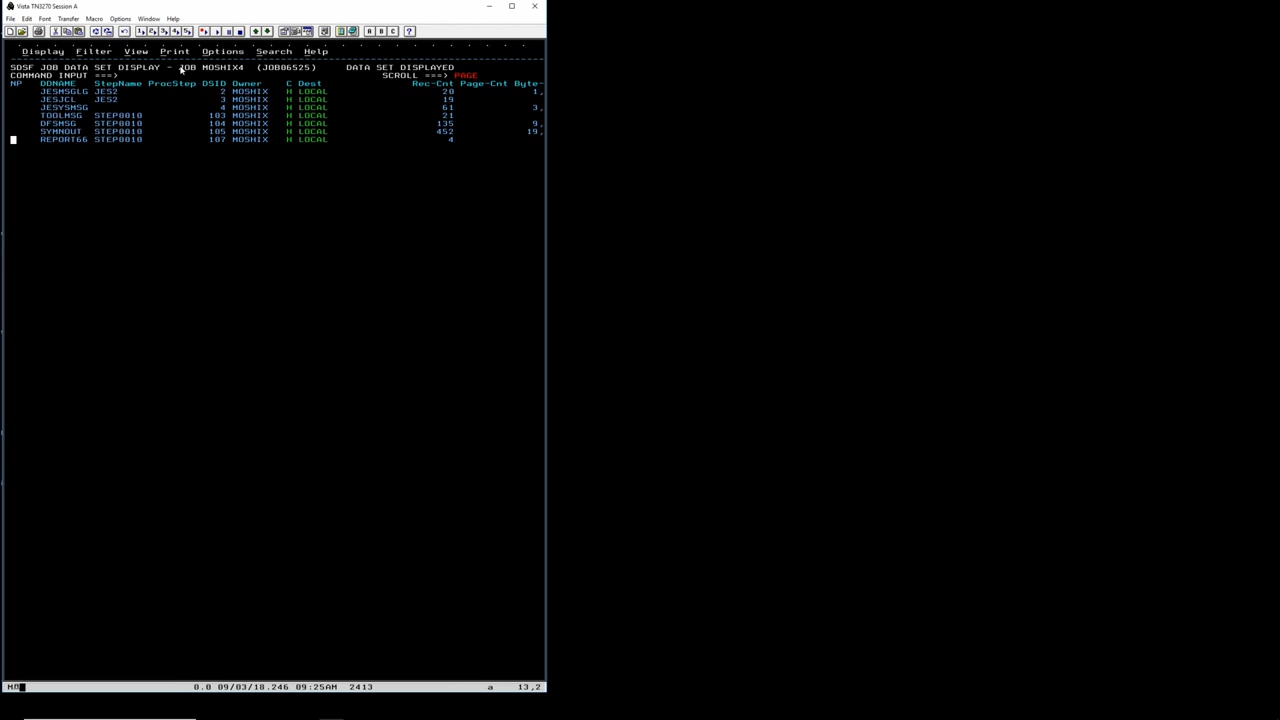 Vista TN3270 Session A
File Edit Font Transfer Macro Options Window Help
Display Filter View Print Options Search Help
SDSF JOB DATA SET DISPLAY - JOB MOSHIX4 (JOB06525) DATA SET DISPLAYED
COMMAND INPUT ===> SCROLL ===> PAGE
NP DDNAME StepName ProcStep DSID Owner C Dest Rec-Cnt Page-Cnt Byte-
JESMSGLG JES2 2 MOSHIX H LOCAL 20 1,
JESJCL JES2 3 MOSHIX H LOCAL 19
JESYSMSG 4 MOSHIX H LOCAL 61 3,
TOOLMSG STEP0010 103 MOSHIX H LOCAL 21
DFSMSG STEP0010 104 MOSHIX H LOCAL 135 9,
SYMNOUT STEP0010 105 MOSHIX H LOCAL 452 19,
REPORT66 STEP0010 107 MOSHIX H LOCAL 4
0.0 09/03/18.246 09:25AM 2413 a 13,2